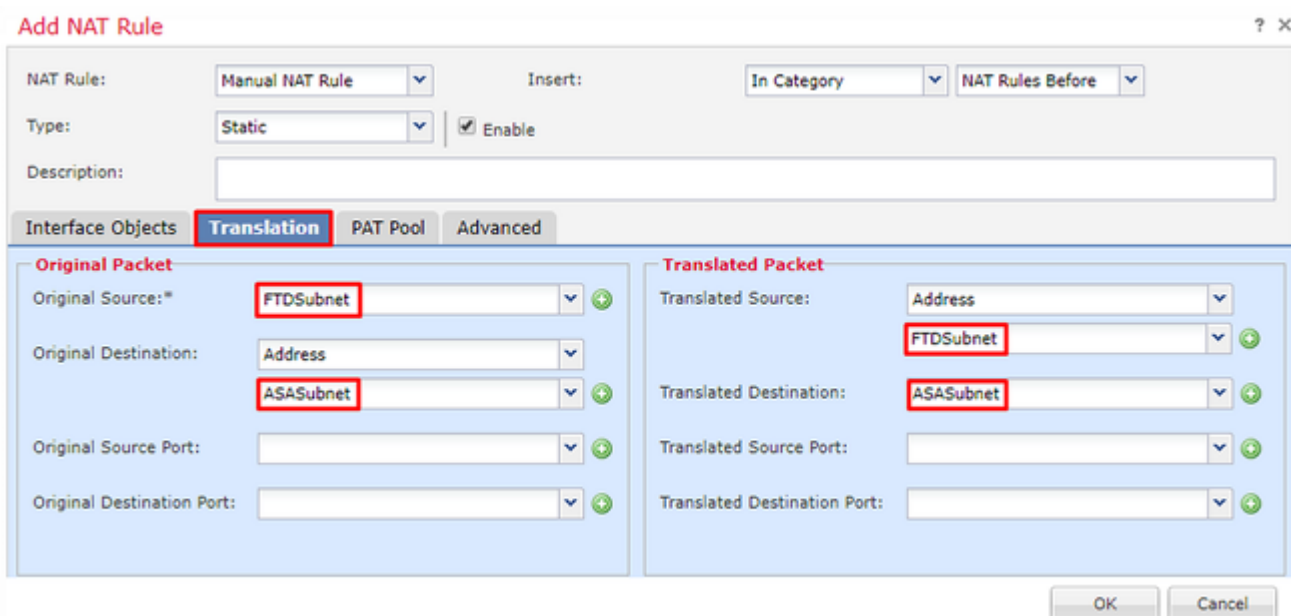 Add NAT Rule ? ×
NAT Rule: Manual NAT Rule Insert: In Category NAT Rules Before
Type: Static Enable
Description:
Interface Objects Translation PAT Pool Advanced
Original Packet
Original Source:* FTDSubnet
Original Destination: Address
ASASubnet
Original Source Port:
Original Destination Port:
Translated Packet
Translated Source: Address
FTDSubnet
Translated Destination: ASASubnet
Translated Source Port:
Translated Destination Port:
OK Cancel